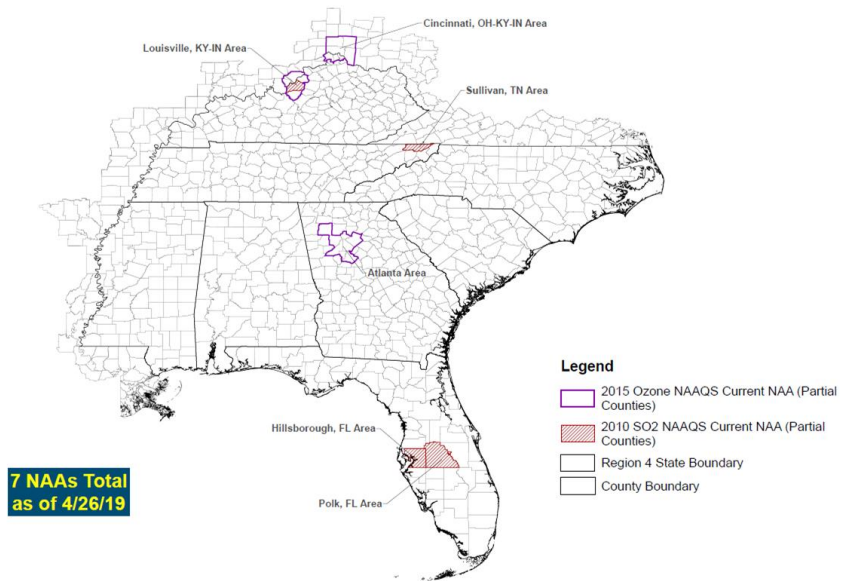 Cincinnati, OH-KY-IN Area
Louisville, KY-IN Area
Sullivan, TN Area
Atlanta Area
Legend
2015 Ozone NAAQS Current NAA (Partial
Counties)
2010 SO2 NAAQS Current NAA (Partial
Counties)
Region 4 State Boundary
County Boundary
Hillsborough, FL Area
Polk, FL Area
7 NAAs Total
as of 4/26/19